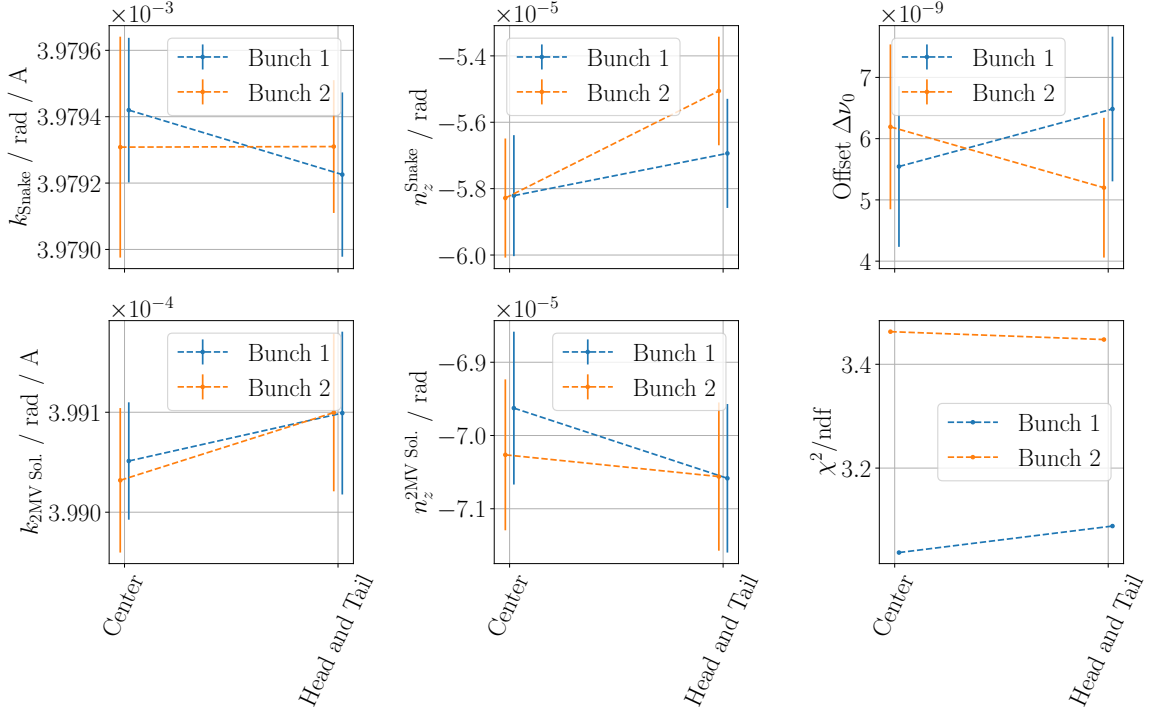 ×10⁻³
k_Snake / rad / A
3.9796
3.9794
3.9792
3.9790
Bunch 1
Bunch 2
×10⁻⁵
n_z^Snake / rad
−5.4
−5.6
−5.8
−6.0
Bunch 1
Bunch 2
×10⁻⁹
Offset Δν₀
7
6
5
4
Bunch 1
Bunch 2
×10⁻⁴
k_2MV Sol. / rad / A
3.991
3.990
Bunch 1
Bunch 2
Center
Head and Tail
×10⁻⁵
n_z^2MV Sol. / rad
−6.9
−7.0
−7.1
Bunch 1
Bunch 2
Center
Head and Tail
χ²/ndf
3.4
3.2
Bunch 1
Bunch 2
Center
Head and Tail